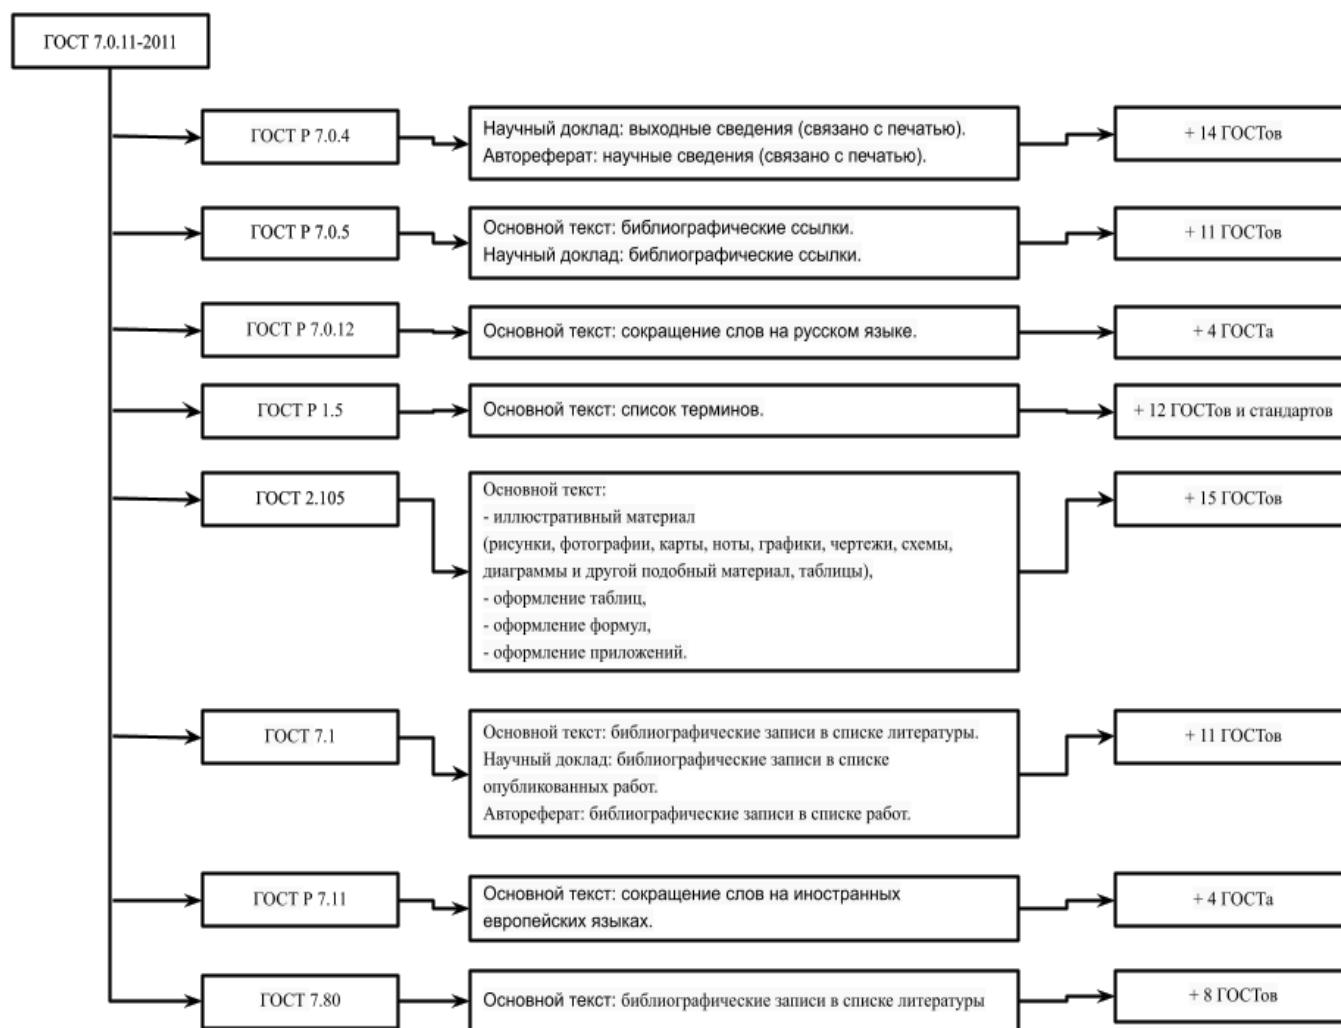 ГОСТ 7.0.11-2011
ГОСТ Р 7.0.4
Научный доклад: выходные сведения (связано с печатью).
Автореферат: научные сведения (связано с печатью).
+ 14 ГОСТов
ГОСТ Р 7.0.5
Основной текст: библиографические ссылки.
Научный доклад: библиографические ссылки.
+ 11 ГОСТов
ГОСТ Р 7.0.12
Основной текст: сокращение слов на русском языке.
+ 4 ГОСТа
ГОСТ Р 1.5
Основной текст: список терминов.
+ 12 ГОСТов и стандартов
ГОСТ 2.105
Основной текст:
- иллюстративный материал
(рисунки, фотографии, карты, ноты, графики, чертежи, схемы,
диаграммы и другой подобный материал, таблицы),
- оформление таблиц,
- оформление формул,
- оформление приложений.
+ 15 ГОСТов
ГОСТ 7.1
Основной текст: библиографические записи в списке литературы.
Научный доклад: библиографические записи в списке
опубликованных работ.
Автореферат: библиографические записи в списке работ.
+ 11 ГОСТов
ГОСТ Р 7.11
Основной текст: сокращение слов на иностранных
европейских языках.
+ 4 ГОСТа
ГОСТ 7.80
Основной текст: библиографические записи в списке литературы
+ 8 ГОСТов